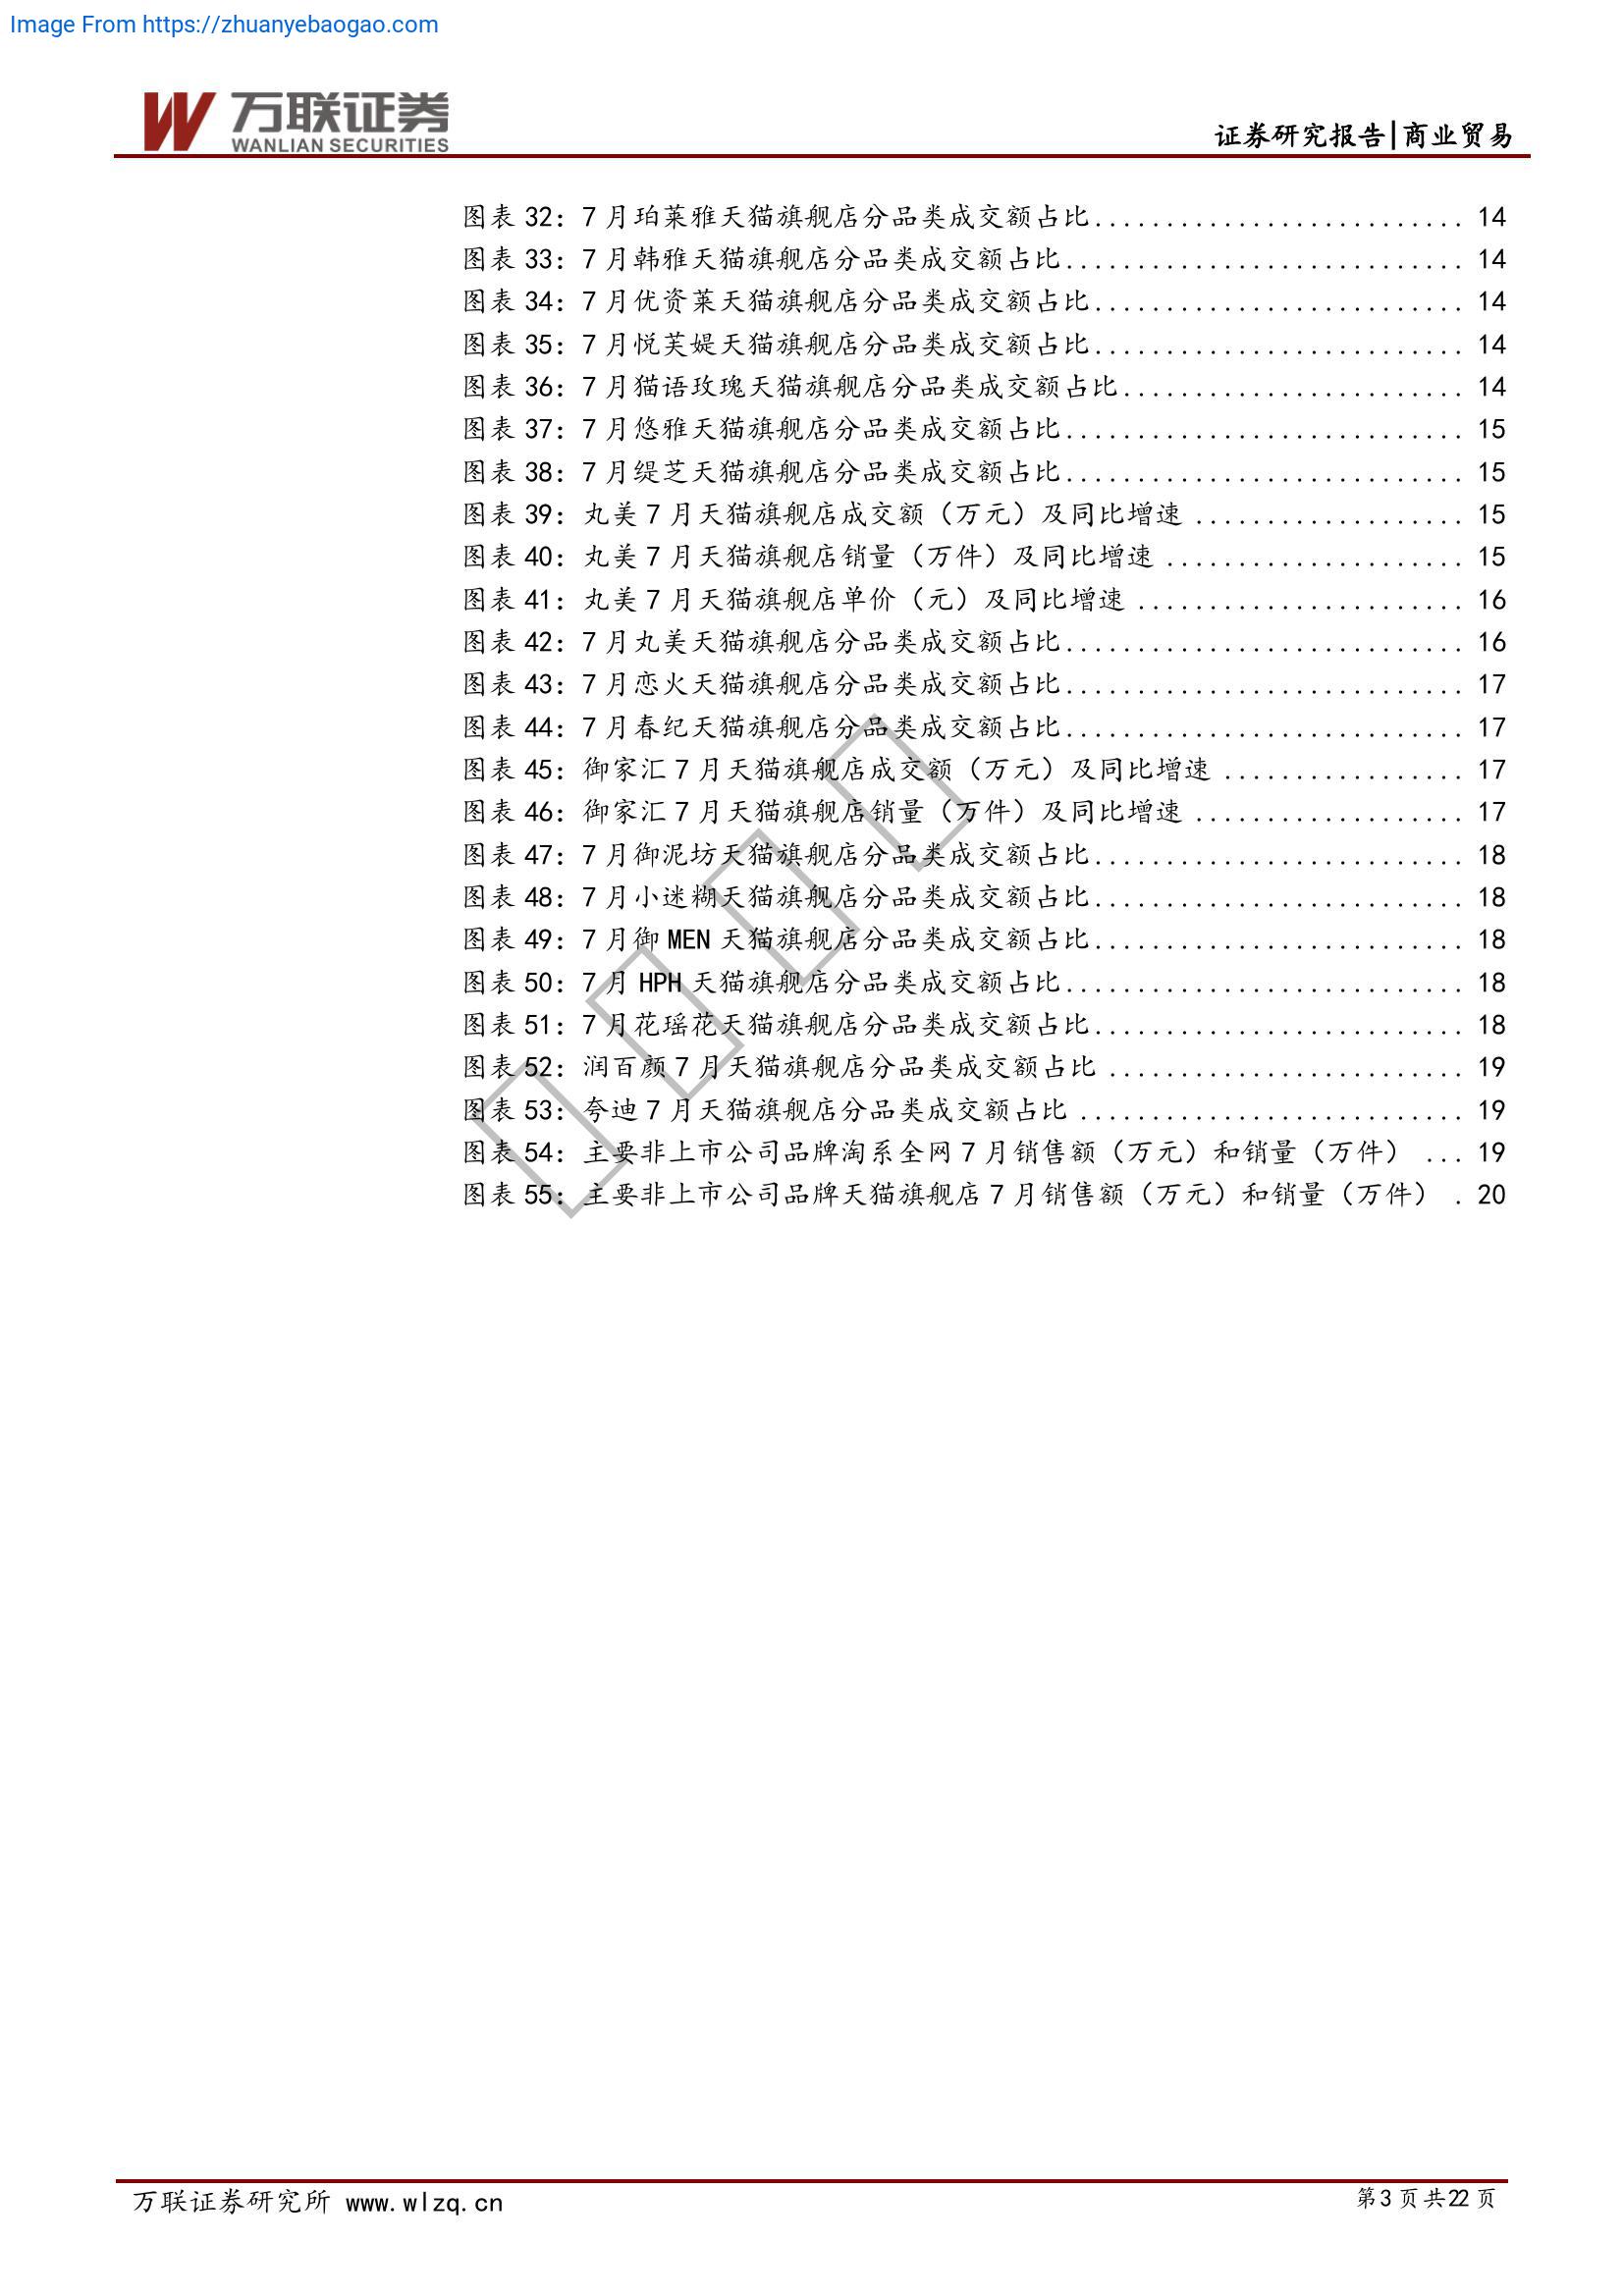 Image From https://zhuanyebaogao.com
万联证券
WANLIAN SECURITIES
证券研究报告|商业贸易
图表 32：7 月珀莱雅天猫旗舰店分品类成交额占比.......................... 14
图表 33：7 月韩雅天猫旗舰店分品类成交额占比............................ 14
图表 34：7 月优资莱天猫旗舰店分品类成交额占比.......................... 14
图表 35：7 月悦芙媞天猫旗舰店分品类成交额占比.......................... 14
图表 36：7 月猫语玫瑰天猫旗舰店分品类成交额占比........................ 14
图表 37：7 月悠雅天猫旗舰店分品类成交额占比............................ 15
图表 38：7 月缇芝天猫旗舰店分品类成交额占比............................ 15
图表 39：丸美 7 月天猫旗舰店成交额（万元）及同比增速 ................... 15
图表 40：丸美 7 月天猫旗舰店销量（万件）及同比增速 ..................... 15
图表 41：丸美 7 月天猫旗舰店单价（元）及同比增速 ....................... 16
图表 42：7 月丸美天猫旗舰店分品类成交额占比............................ 16
图表 43：7 月恋火天猫旗舰店分品类成交额占比............................ 17
图表 44：7 月春纪天猫旗舰店分品类成交额占比............................ 17
图表 45：御家汇 7 月天猫旗舰店成交额（万元）及同比增速 ................. 17
图表 46：御家汇 7 月天猫旗舰店销量（万件）及同比增速 ................... 17
图表 47：7 月御泥坊天猫旗舰店分品类成交额占比.......................... 18
图表 48：7 月小迷糊天猫旗舰店分品类成交额占比.......................... 18
图表 49：7 月御 MEN 天猫旗舰店分品类成交额占比.......................... 18
图表 50：7 月 HPH 天猫旗舰店分品类成交额占比............................ 18
图表 51：7 月花瑶花天猫旗舰店分品类成交额占比.......................... 18
图表 52：润百颜 7 月天猫旗舰店分品类成交额占比 ......................... 19
图表 53：夸迪 7 月天猫旗舰店分品类成交额占比 ........................... 19
图表 54：主要非上市公司品牌淘系全网 7 月销售额（万元）和销量（万件） ... 19
图表 55：主要非上市公司品牌天猫旗舰店 7 月销售额（万元）和销量（万件） . 20
万联证券研究所 www.wlzq.cn
第 3 页 共 22 页